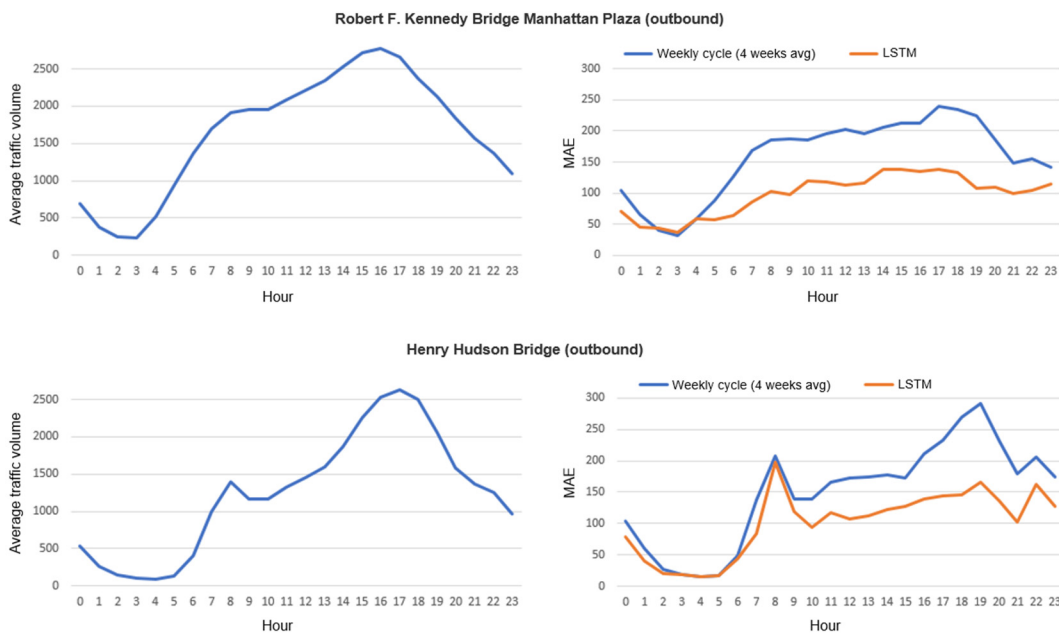 Robert F. Kennedy Bridge Manhattan Plaza (outbound)
Average traffic volume
2500
2000
1500
1000
500
0
0 1 2 3 4 5 6 7 8 9 10 11 12 13 14 15 16 17 18 19 20 21 22 23
Hour
Weekly cycle (4 weeks avg) LSTM
MAE
300
250
200
150
100
50
0
0 1 2 3 4 5 6 7 8 9 10 11 12 13 14 15 16 17 18 19 20 21 22 23
Hour
Henry Hudson Bridge (outbound)
Average traffic volume
2500
2000
1500
1000
500
0
0 1 2 3 4 5 6 7 8 9 10 11 12 13 14 15 16 17 18 19 20 21 22 23
Hour
Weekly cycle (4 weeks avg) LSTM
MAE
300
250
200
150
100
50
0
0 1 2 3 4 5 6 7 8 9 10 11 12 13 14 15 16 17 18 19 20 21 22 23
Hour